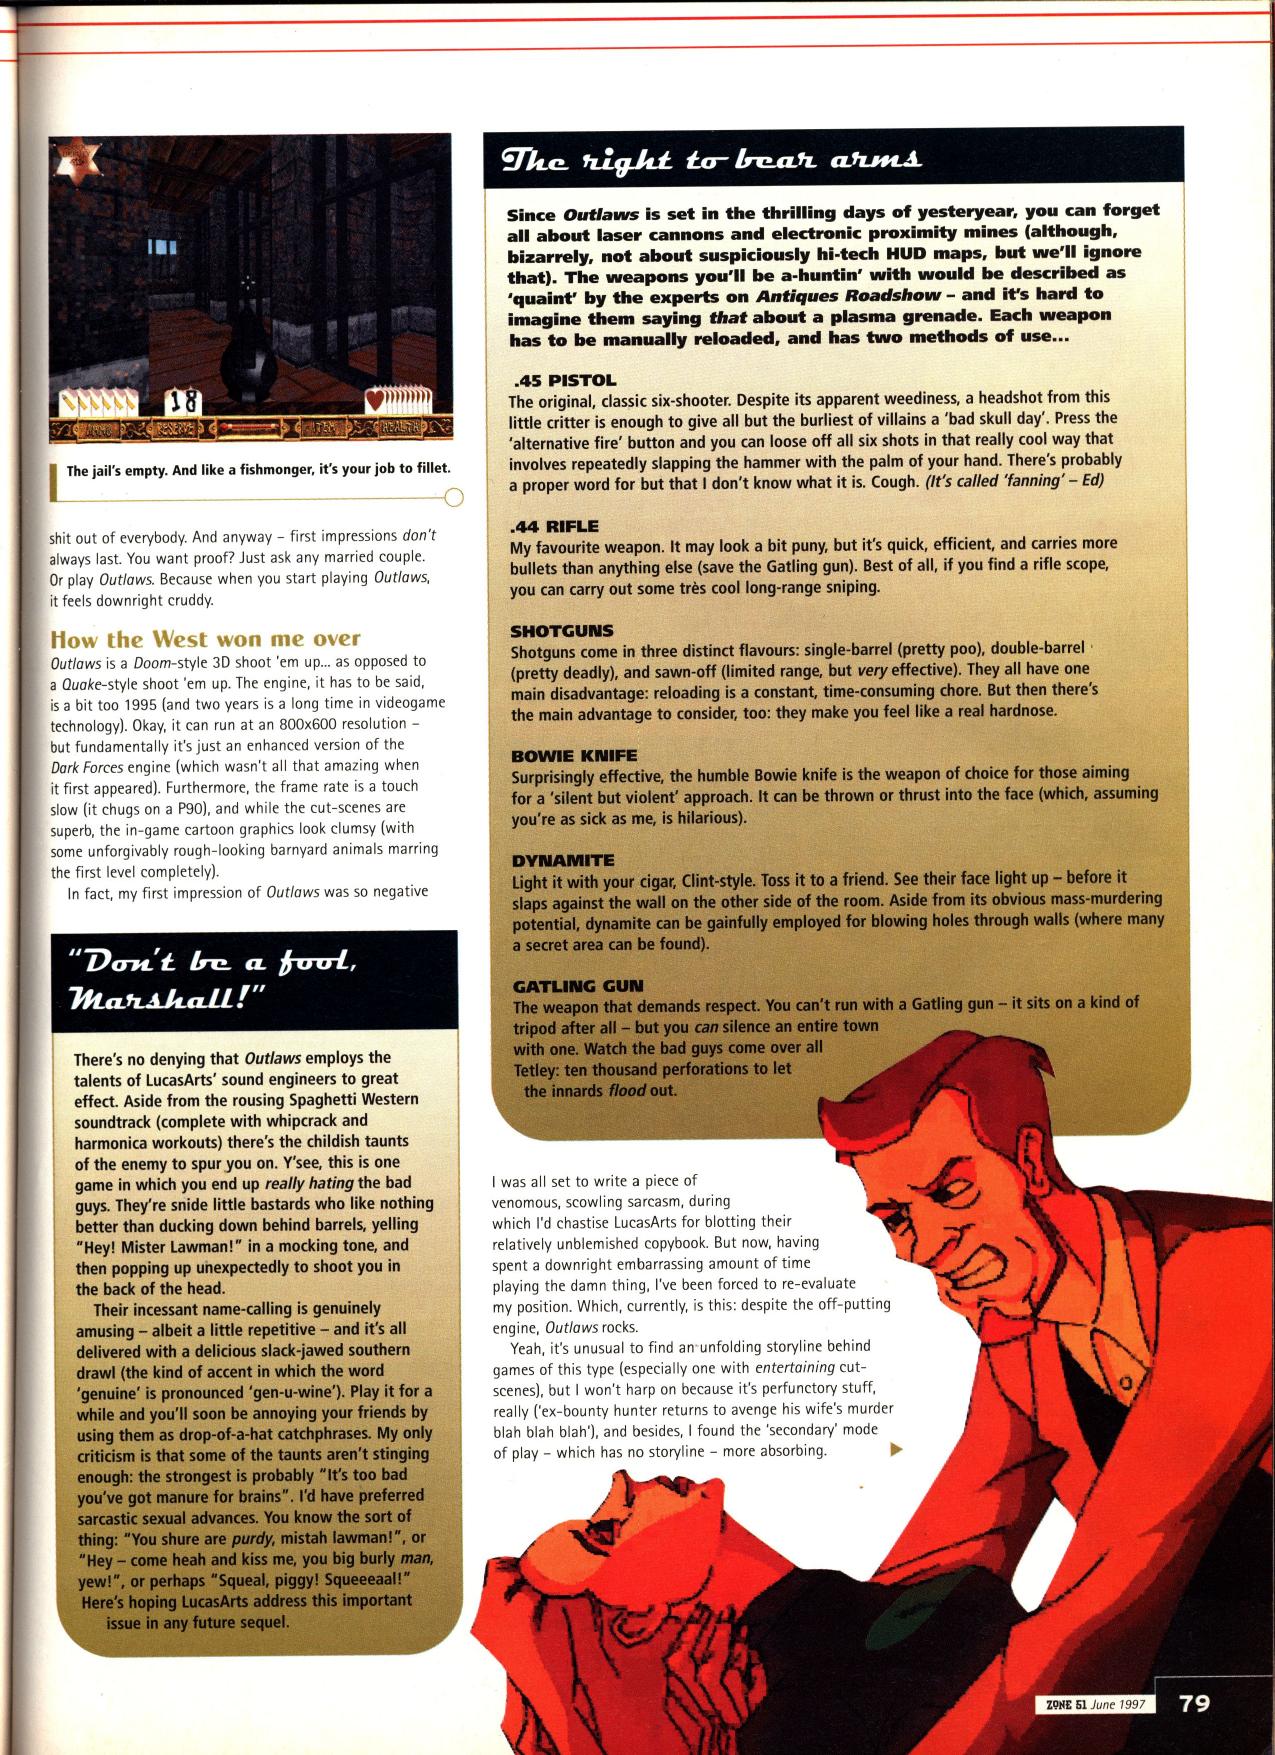 18
AMMO
RESERVE
ITEM
HEALTH
The jail's empty. And like a fishmonger, it's your job to fillet.
shit out of everybody. And anyway – first impressions don't
always last. You want proof? Just ask any married couple.
Or play Outlaws. Because when you start playing Outlaws,
it feels downright cruddy.
How the West won me over
Outlaws is a Doom-style 3D shoot 'em up... as opposed to
a Quake-style shoot 'em up. The engine, it has to be said,
is a bit too 1995 (and two years is a long time in videogame
technology). Okay, it can run at an 800x600 resolution –
but fundamentally it's just an enhanced version of the
Dark Forces engine (which wasn't all that amazing when
it first appeared). Furthermore, the frame rate is a touch
slow (it chugs on a P90), and while the cut-scenes are
superb, the in-game cartoon graphics look clumsy (with
some unforgivably rough-looking barnyard animals marring
the first level completely).
In fact, my first impression of Outlaws was so negative
"Don't be a fool,
Marshall!"
There's no denying that Outlaws employs the
talents of LucasArts' sound engineers to great
effect. Aside from the rousing Spaghetti Western
soundtrack (complete with whipcrack and
harmonica workouts) there's the childish taunts
of the enemy to spur you on. Y'see, this is one
game in which you end up really hating the bad
guys. They're snide little bastards who like nothing
better than ducking down behind barrels, yelling
"Hey! Mister Lawman!" in a mocking tone, and
then popping up unexpectedly to shoot you in
the back of the head.
Their incessant name-calling is genuinely
amusing – albeit a little repetitive – and it's all
delivered with a delicious slack-jawed southern
drawl (the kind of accent in which the word
'genuine' is pronounced 'gen-u-wine'). Play it for a
while and you'll soon be annoying your friends by
using them as drop-of-a-hat catchphrases. My only
criticism is that some of the taunts aren't stinging
enough: the strongest is probably "It's too bad
you've got manure for brains". I'd have preferred
sarcastic sexual advances. You know the sort of
thing: "You shure are purdy, mistah lawman!", or
"Hey – come heah and kiss me, you big burly man,
yew!", or perhaps "Squeal, piggy! Squeeeaal!"
Here's hoping LucasArts address this important
issue in any future sequel.
The right to bear arms
Since Outlaws is set in the thrilling days of yesteryear, you can forget
all about laser cannons and electronic proximity mines (although,
bizarrely, not about suspiciously hi-tech HUD maps, but we'll ignore
that). The weapons you'll be a-huntin' with would be described as
'quaint' by the experts on Antiques Roadshow – and it's hard to
imagine them saying that about a plasma grenade. Each weapon
has to be manually reloaded, and has two methods of use...
.45 PISTOL
The original, classic six-shooter. Despite its apparent weediness, a headshot from this
little critter is enough to give all but the burliest of villains a 'bad skull day'. Press the
'alternative fire' button and you can loose off all six shots in that really cool way that
involves repeatedly slapping the hammer with the palm of your hand. There's probably
a proper word for but that I don't know what it is. Cough. (It's called 'fanning' – Ed)
.44 RIFLE
My favourite weapon. It may look a bit puny, but it's quick, efficient, and carries more
bullets than anything else (save the Gatling gun). Best of all, if you find a rifle scope,
you can carry out some très cool long-range sniping.
SHOTGUNS
Shotguns come in three distinct flavours: single-barrel (pretty poo), double-barrel
(pretty deadly), and sawn-off (limited range, but very effective). They all have one
main disadvantage: reloading is a constant, time-consuming chore. But then there's
the main advantage to consider, too: they make you feel like a real hardnose.
BOWIE KNIFE
Surprisingly effective, the humble Bowie knife is the weapon of choice for those aiming
for a 'silent but violent' approach. It can be thrown or thrust into the face (which, assuming
you're as sick as me, is hilarious).
DYNAMITE
Light it with your cigar, Clint-style. Toss it to a friend. See their face light up – before it
slaps against the wall on the other side of the room. Aside from its obvious mass-murdering
potential, dynamite can be gainfully employed for blowing holes through walls (where many
a secret area can be found).
GATLING GUN
The weapon that demands respect. You can't run with a Gatling gun – it sits on a kind of
tripod after all – but you can silence an entire town
with one. Watch the bad guys come over all
Tetley: ten thousand perforations to let
the innards flood out.
I was all set to write a piece of
venomous, scowling sarcasm, during
which I'd chastise LucasArts for blotting their
relatively unblemished copybook. But now, having
spent a downright embarrassing amount of time
playing the damn thing, I've been forced to re-evaluate
my position. Which, currently, is this: despite the off-putting
engine, Outlaws rocks.
Yeah, it's unusual to find an unfolding storyline behind
games of this type (especially one with entertaining cut-
scenes), but I won't harp on because it's perfunctory stuff,
really ('ex-bounty hunter returns to avenge his wife's murder
blah blah blah'), and besides, I found the 'secondary' mode
of play – which has no storyline – more absorbing.
ZONE 51 June 1997 79